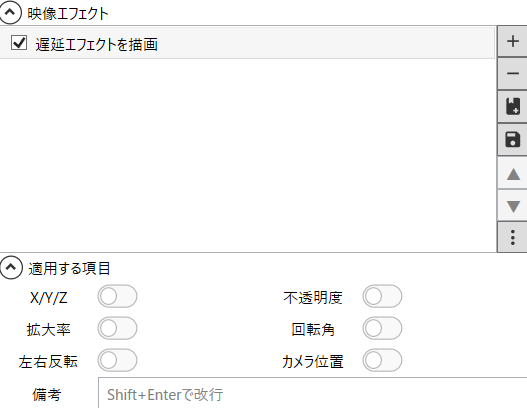 映像エフェクト
遅延エフェクトを描画
適用する項目
X/Y/Z 不透明度
拡大率 回転角
左右反転 カメラ位置
備考 Shift+Enterで改行